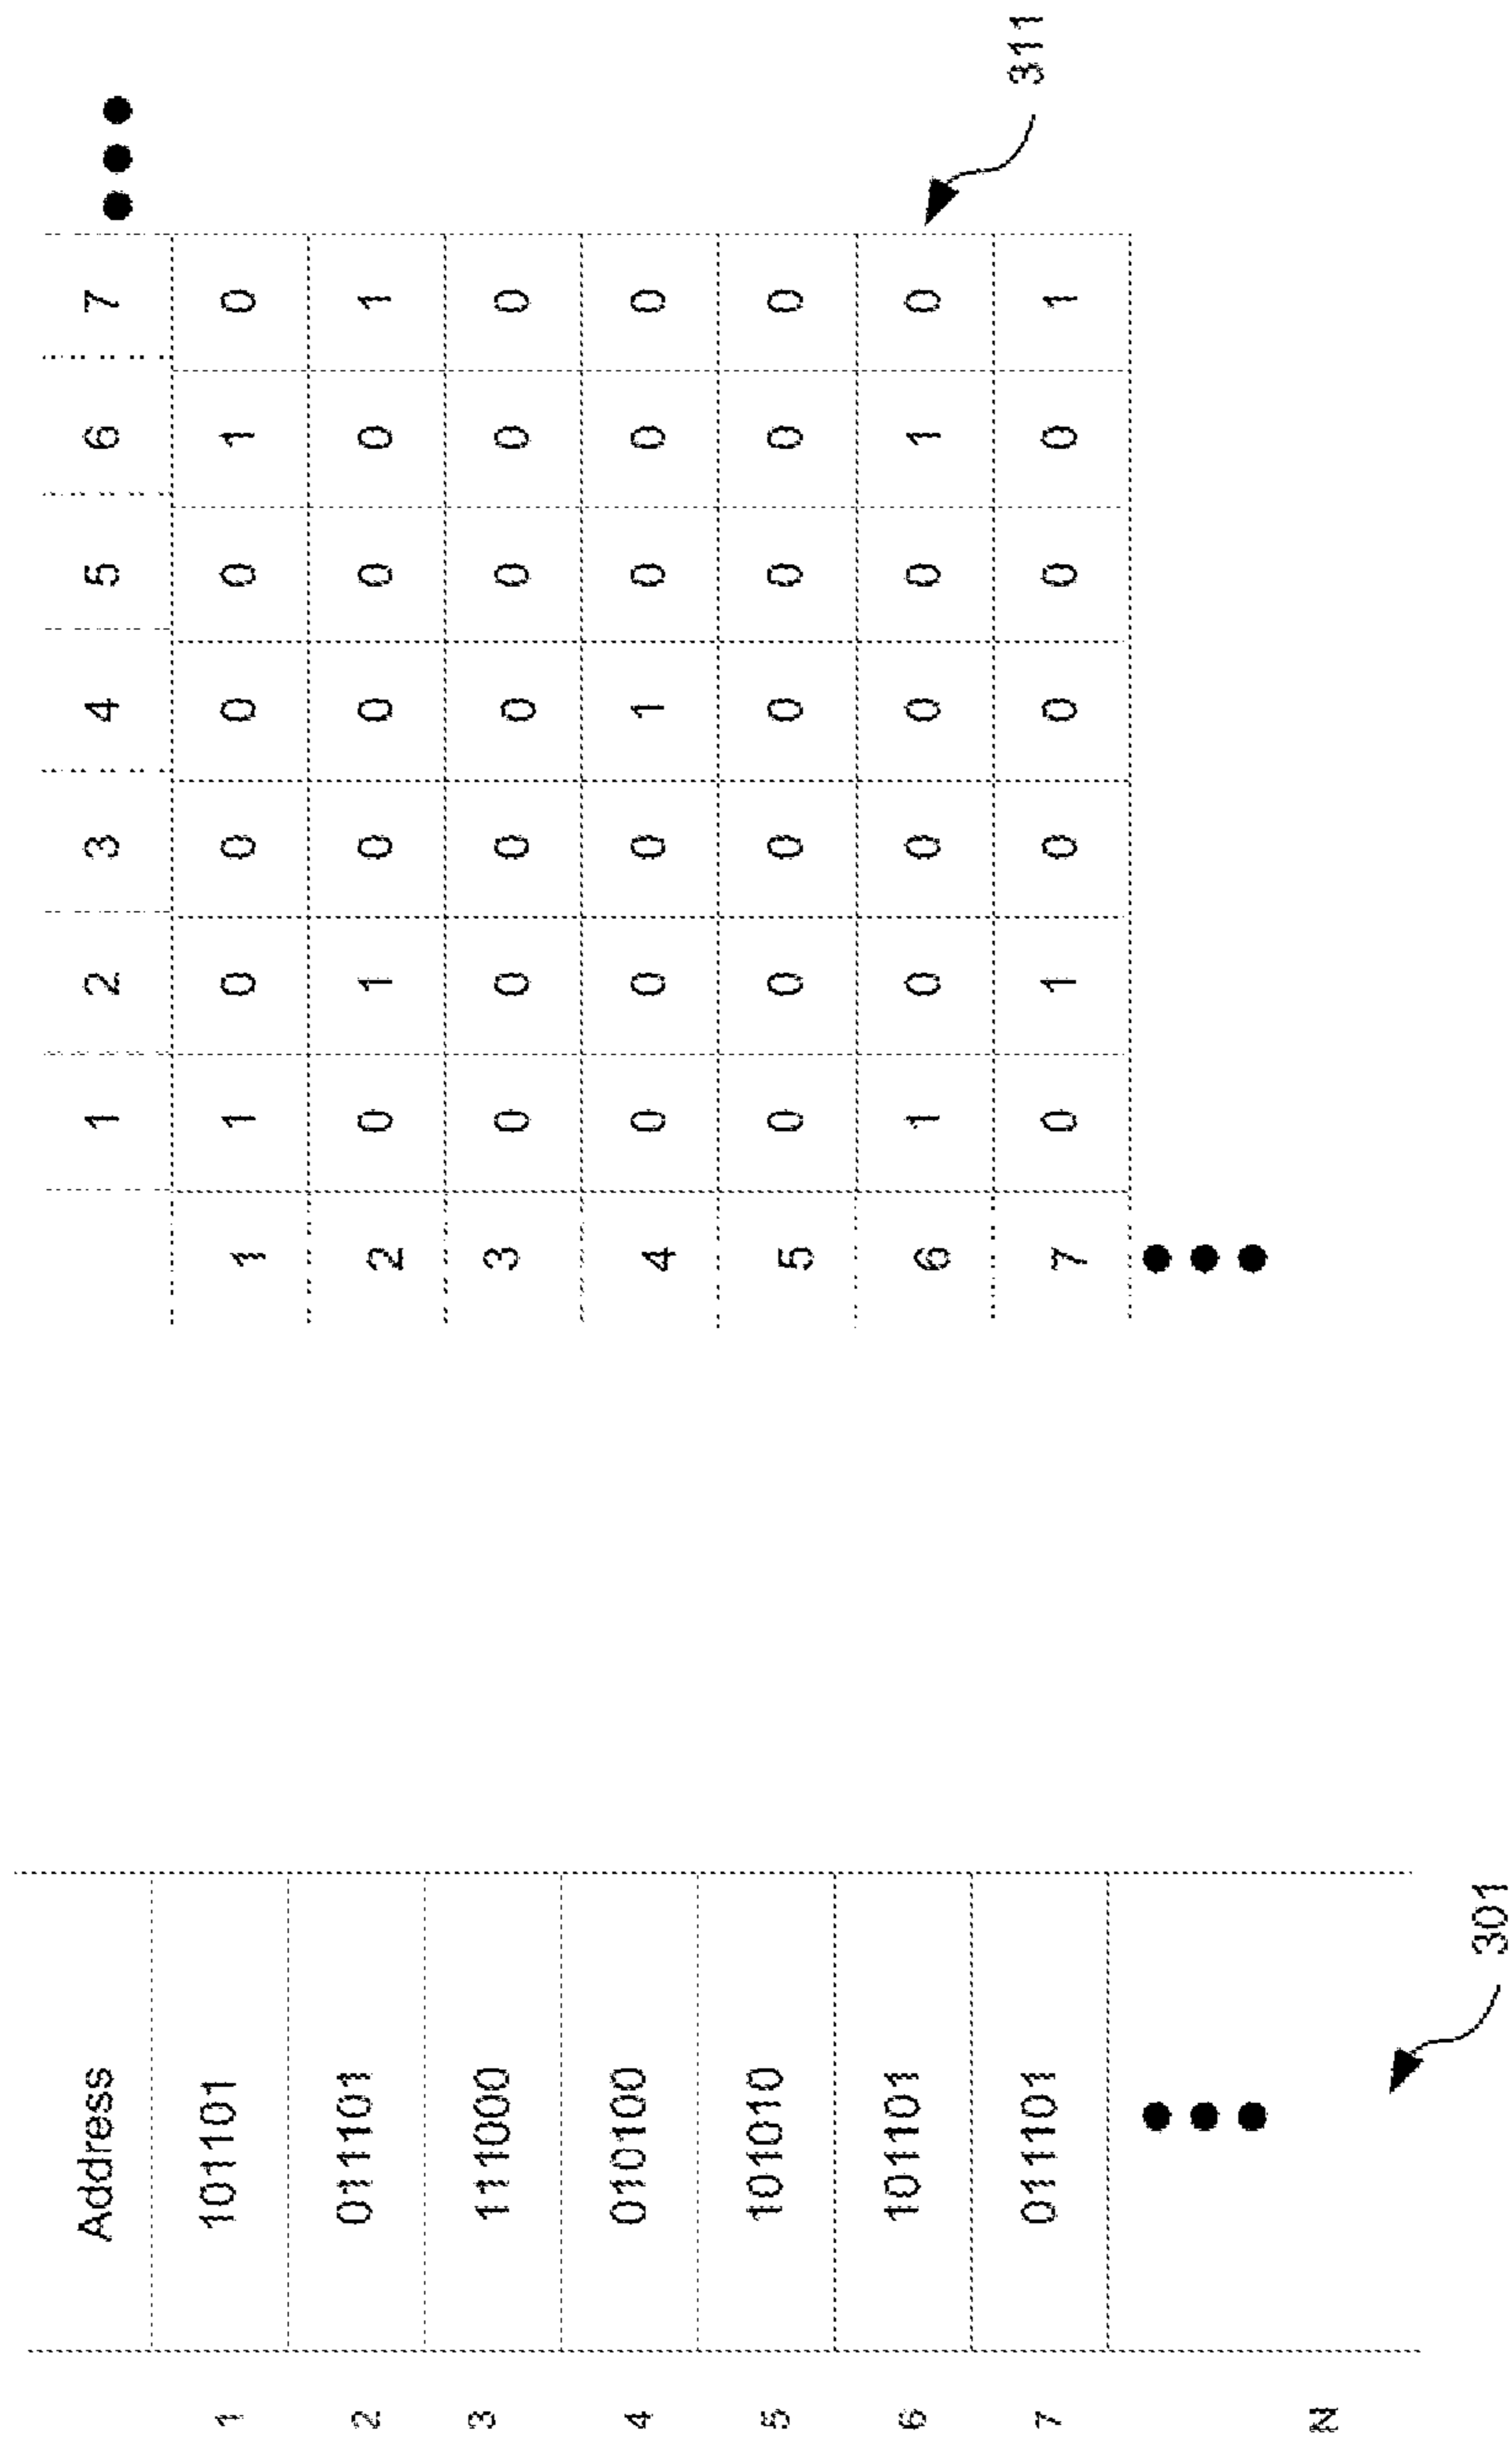 Address
1 101101
2 011101
3 111000
4 010100
5 101010
6 101101
7 011101
N
301
1 2 3 4 5 6 7
1 1 0 0 0 0 1 0
2 0 1 0 0 0 0 1
3 0 0 0 0 0 0 0
4 0 0 0 1 0 0 0
5 0 0 0 0 0 0 0
6 1 0 0 0 0 1 0
7 0 1 0 0 0 0 1
311